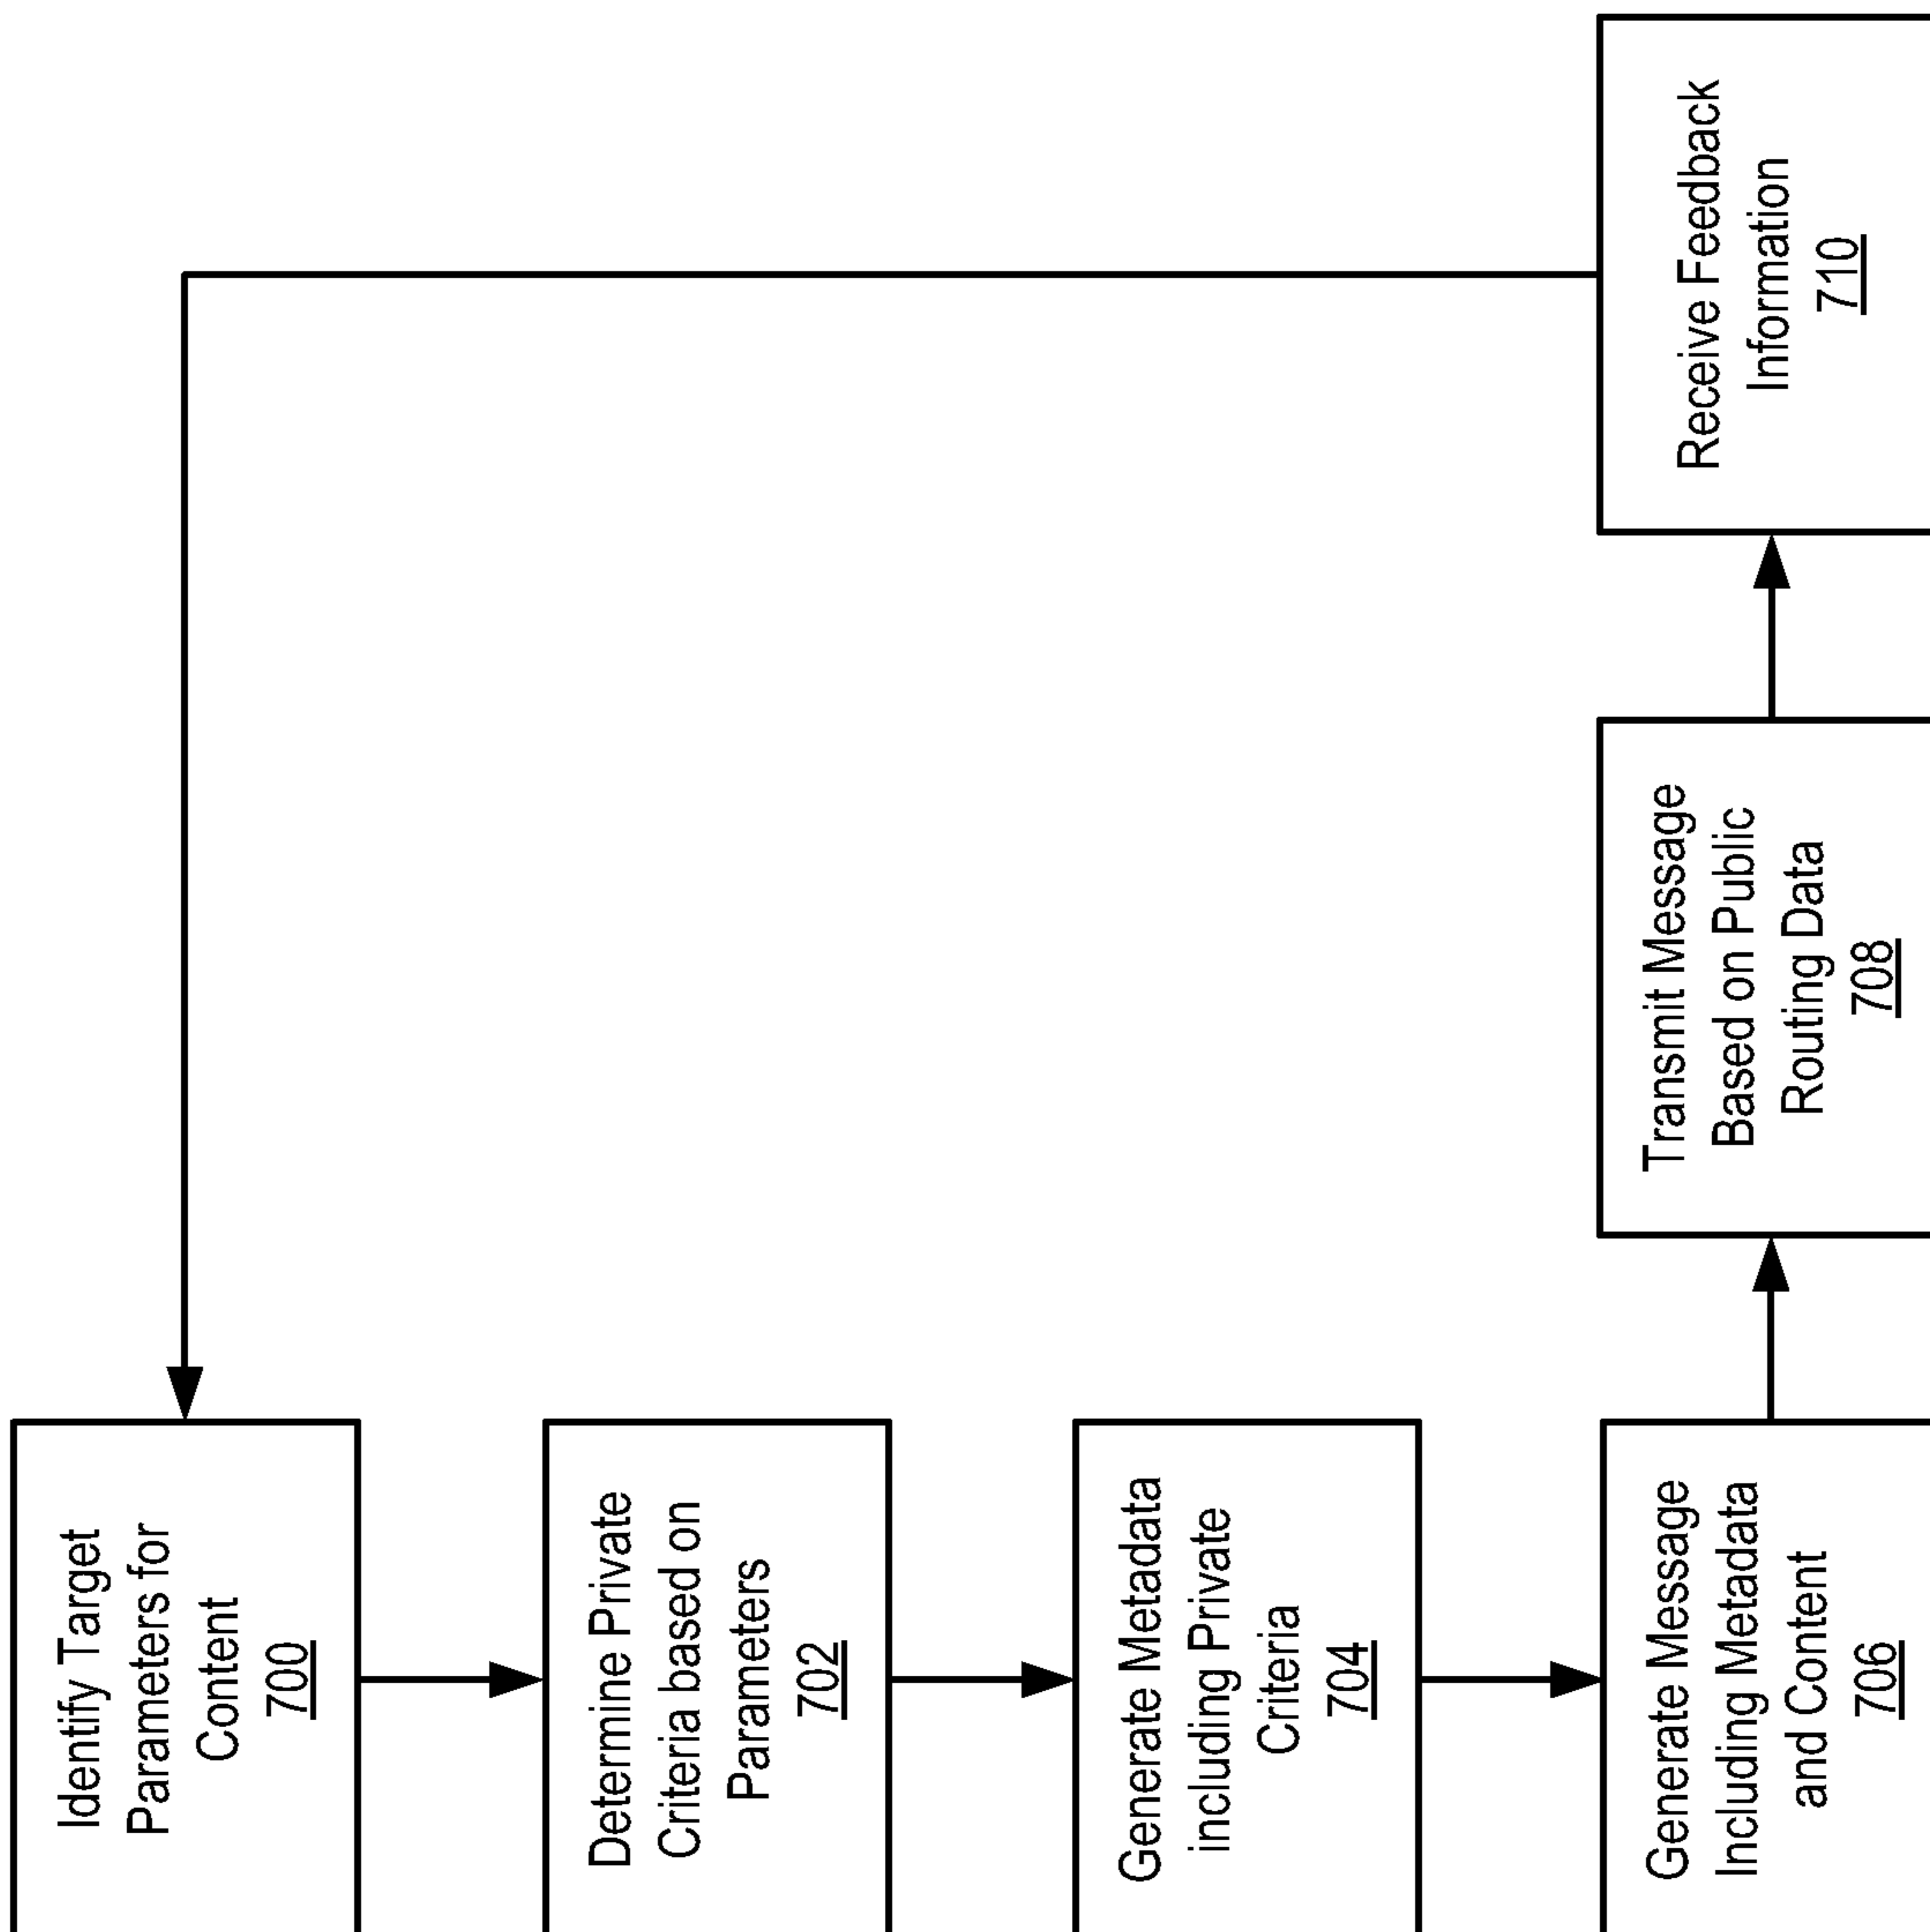 Identify Target
Parameters for
Content
700
Determine Private
Criteria based on
Parameters
702
Generate Metadata
including Private
Criteria
704
Generate Message
Including Metadata
and Content
706
Transmit Message
Based on Public
Routing Data
708
Receive Feedback
Information
710